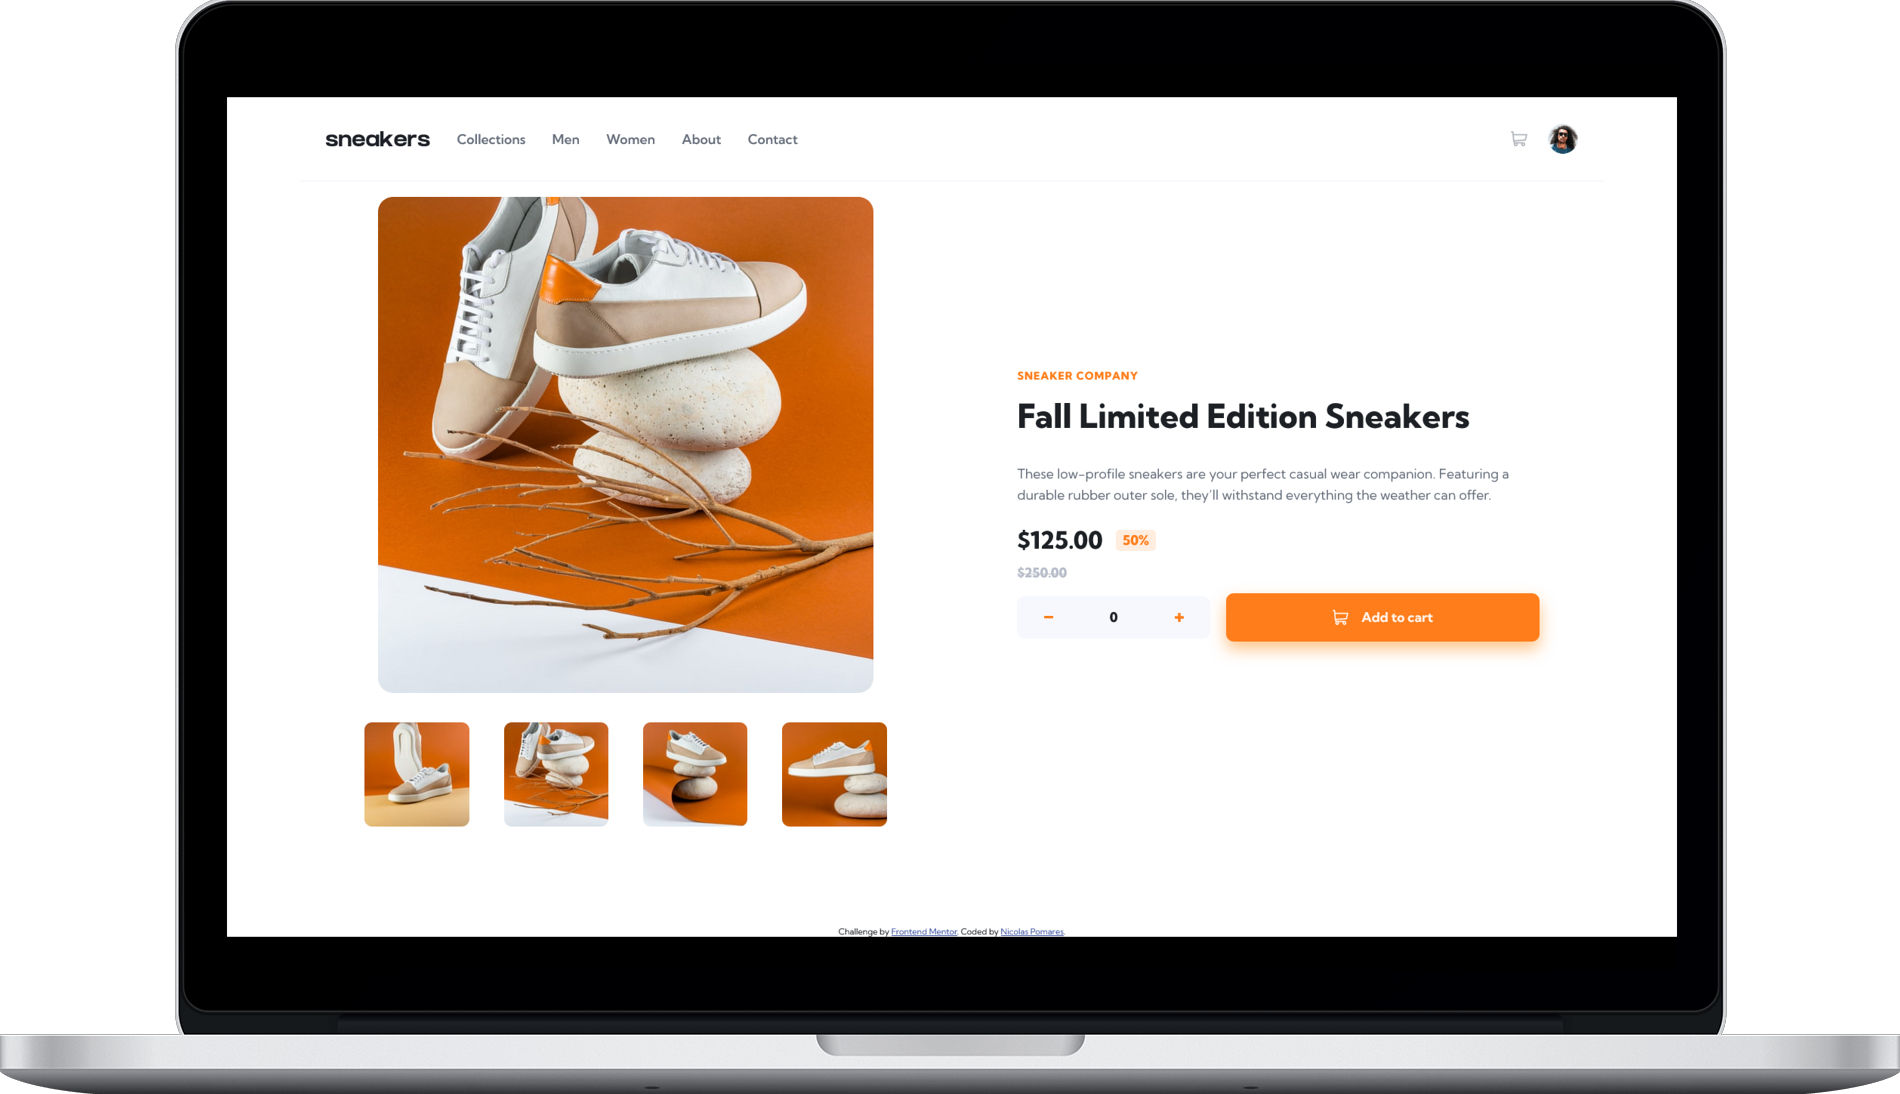 sneakers Collections Men Women About Contact
SNEAKER COMPANY
Fall Limited Edition Sneakers
These low-profile sneakers are your perfect casual wear companion. Featuring a
durable rubber outer sole, they'll withstand everything the weather can offer.
$125.00 50%
$250.00
− 0 + Add to cart
Challenge by Frontend Mentor. Coded by Nicolas Pomares.